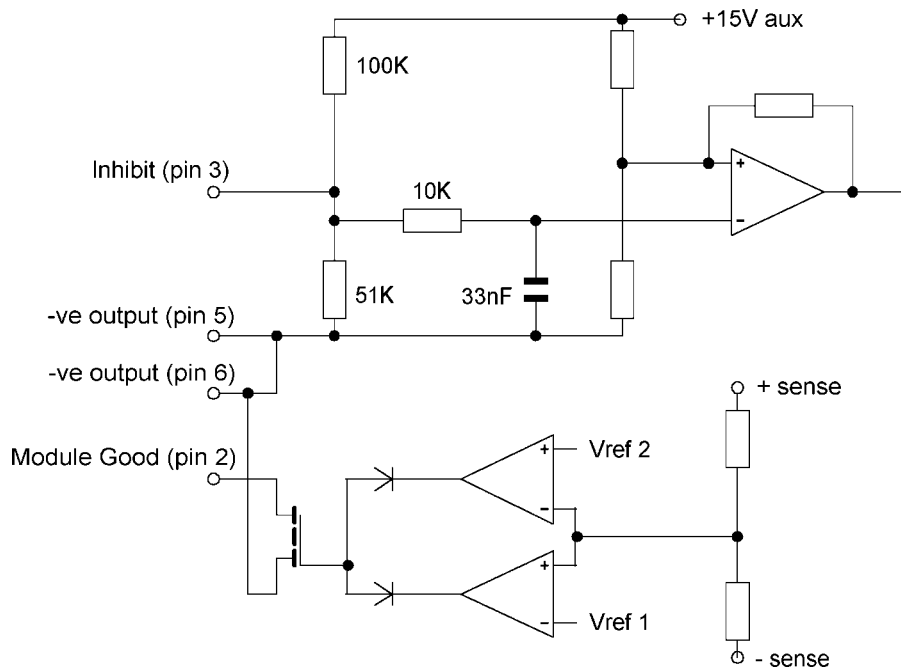 +15V aux
100K
Inhibit (pin 3)
10K
+
-
51K
33nF
-ve output (pin 5)
-ve output (pin 6)
+ sense
Module Good (pin 2)
+
Vref 2
-
+
-
Vref 1
- sense